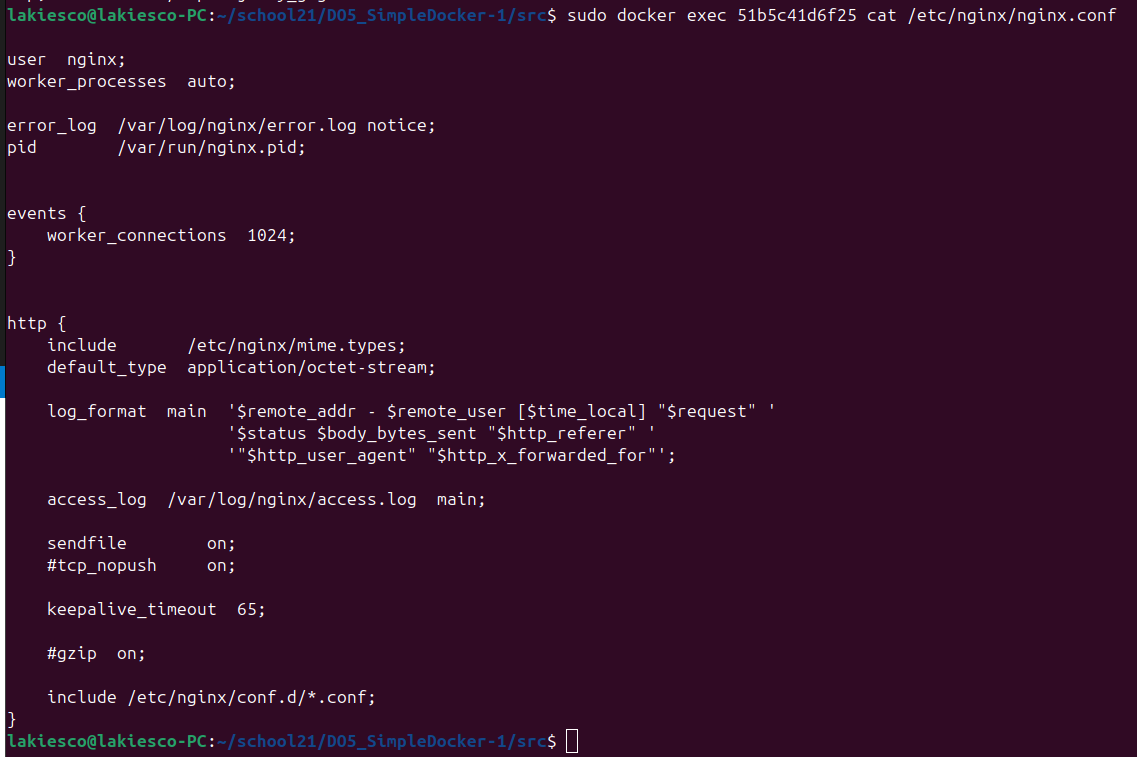 lakiesco@lakiesco-PC:~/school21/DO5_SimpleDocker-1/src$ sudo docker exec 51b5c41d6f25 cat /etc/nginx/nginx.conf
user  nginx;
worker_processes  auto;
error_log  /var/log/nginx/error.log notice;
pid        /var/run/nginx.pid;
events {
    worker_connections  1024;
}
http {
    include       /etc/nginx/mime.types;
    default_type  application/octet-stream;
    log_format  main  '$remote_addr - $remote_user [$time_local] "$request" '
                      '$status $body_bytes_sent "$http_referer" '
                      '"$http_user_agent" "$http_x_forwarded_for"';
    access_log  /var/log/nginx/access.log  main;
    sendfile        on;
    #tcp_nopush     on;
    keepalive_timeout  65;
    #gzip  on;
    include /etc/nginx/conf.d/*.conf;
}
lakiesco@lakiesco-PC:~/school21/DO5_SimpleDocker-1/src$